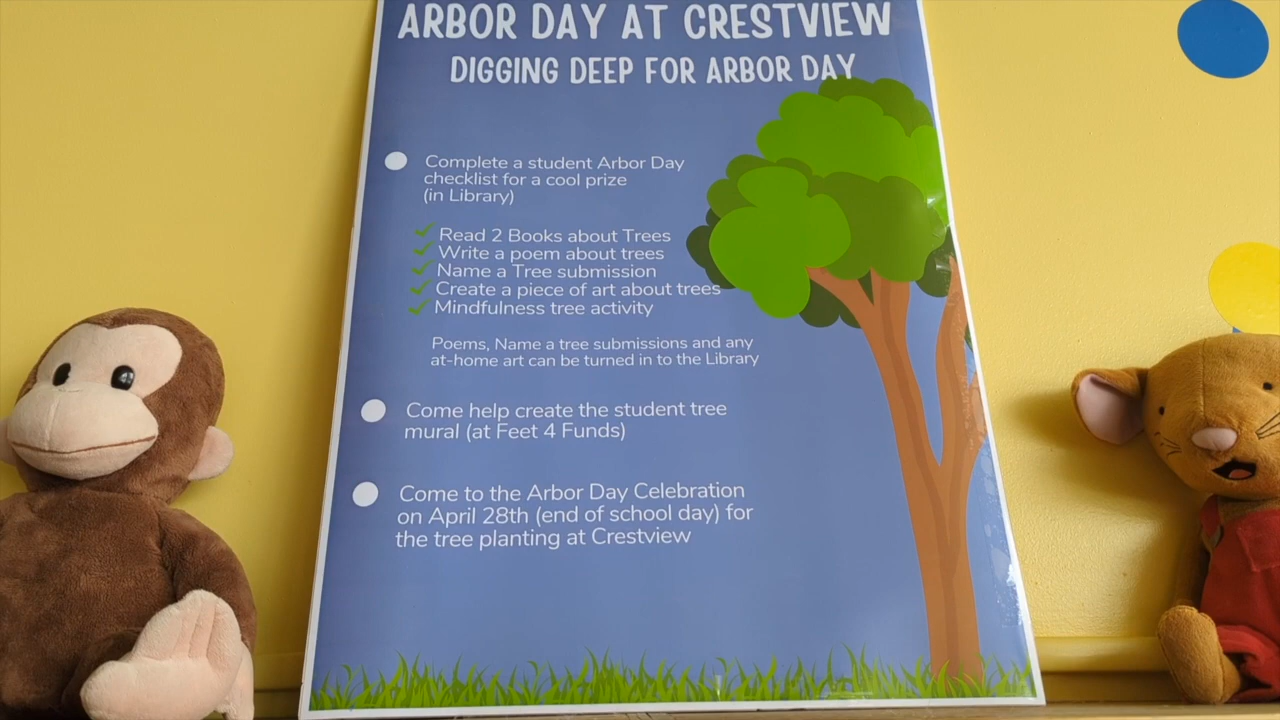 ARBOR DAY AT CRESTVIEW
DIGGING DEEP FOR ARBOR DAY
Complete a student Arbor Day
checklist for a cool prize
(in Library)
Read 2 Books about Trees
Write a poem about trees
Name a Tree submission
Create a piece of art about trees
Mindfulness tree activity
Poems, Name a tree submissions and any
at-home art can be turned in to the Library
Come help create the student tree
mural (at Feet 4 Funds)
Come to the Arbor Day Celebration
on April 28th (end of school day) for
the tree planting at Crestview